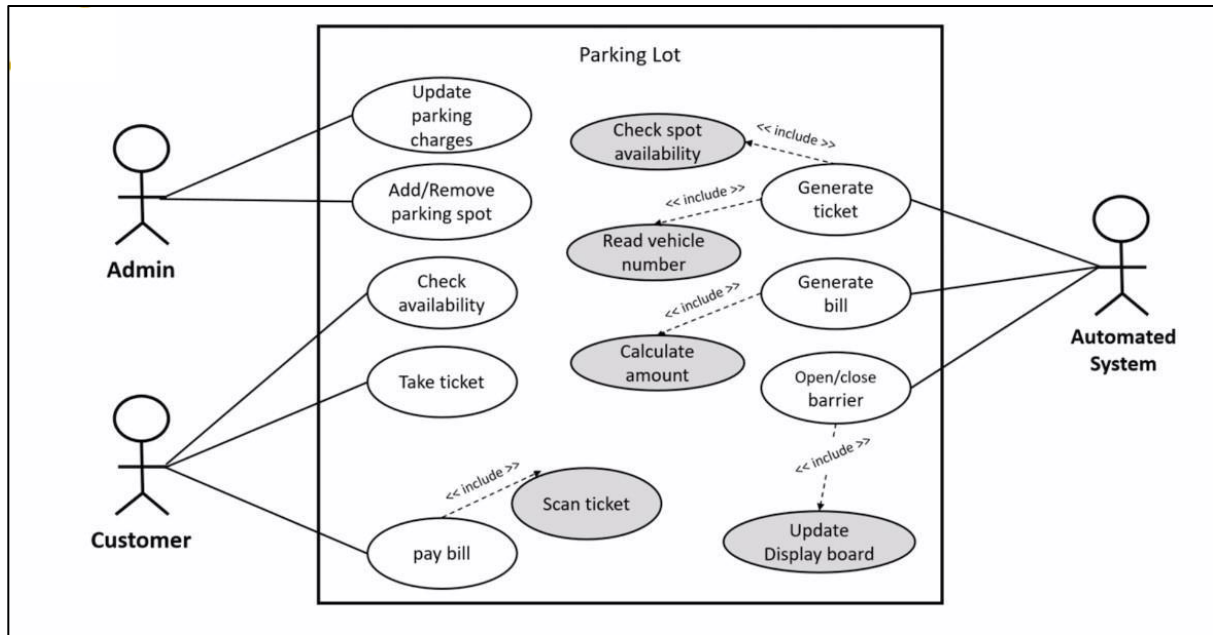 Parking Lot
Update
parking
charges
Add/Remove
parking spot
Check
availability
Take ticket
pay bill
Check spot
availability
<< include >>
Generate
ticket
<< include >>
Read vehicle
number
Generate
bill
<< include >>
Calculate
amount
Open/close
barrier
<< include >>
<< include >>
Scan ticket
Update
Display board
Admin
Customer
Automated
System